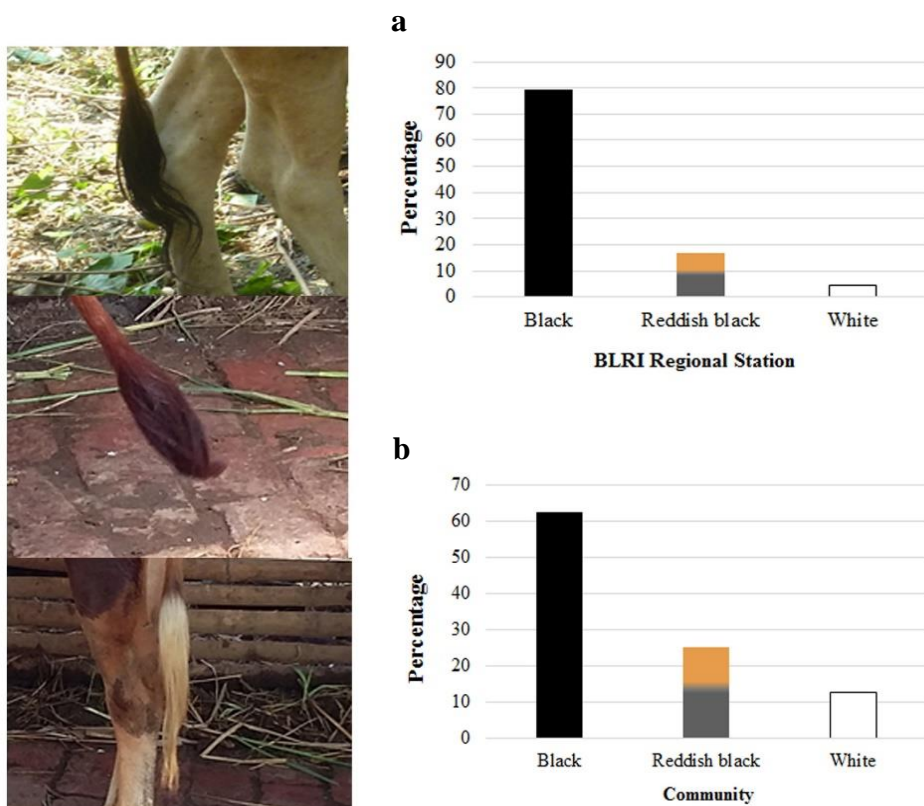 a
90
80
70
60
50
40
30
20
10
0
Percentage
Black Reddish black White
BLRI Regional Station
b
70
60
50
40
30
20
10
0
Percentage
Black Reddish black White
Community